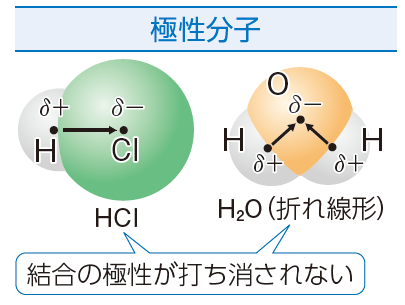 極性分子
δ+ δ−
H Cl
HCl
O
δ−
H H
δ+ δ+
H₂O(折れ線形)
結合の極性が打ち消されない